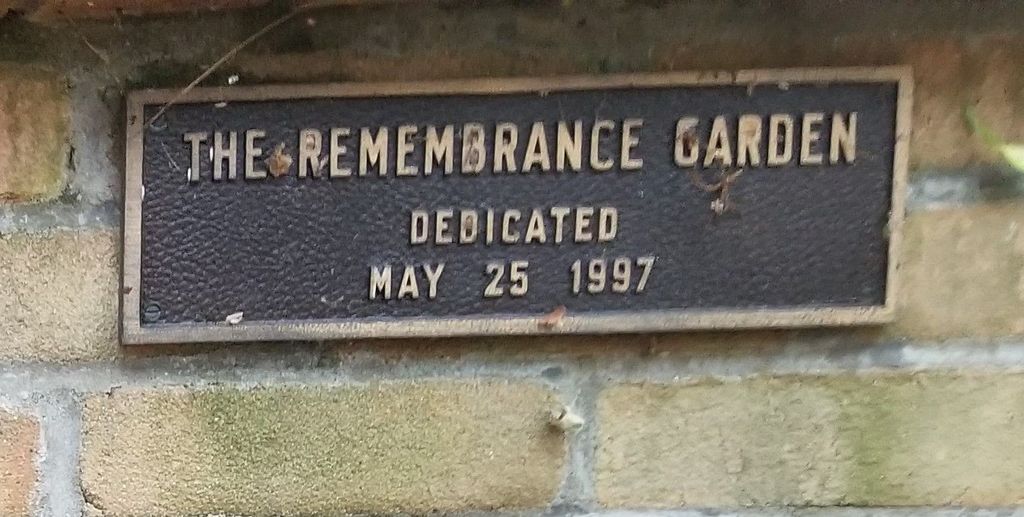 THE REMEMBRANCE GARDEN
DEDICATED
MAY 25 1997